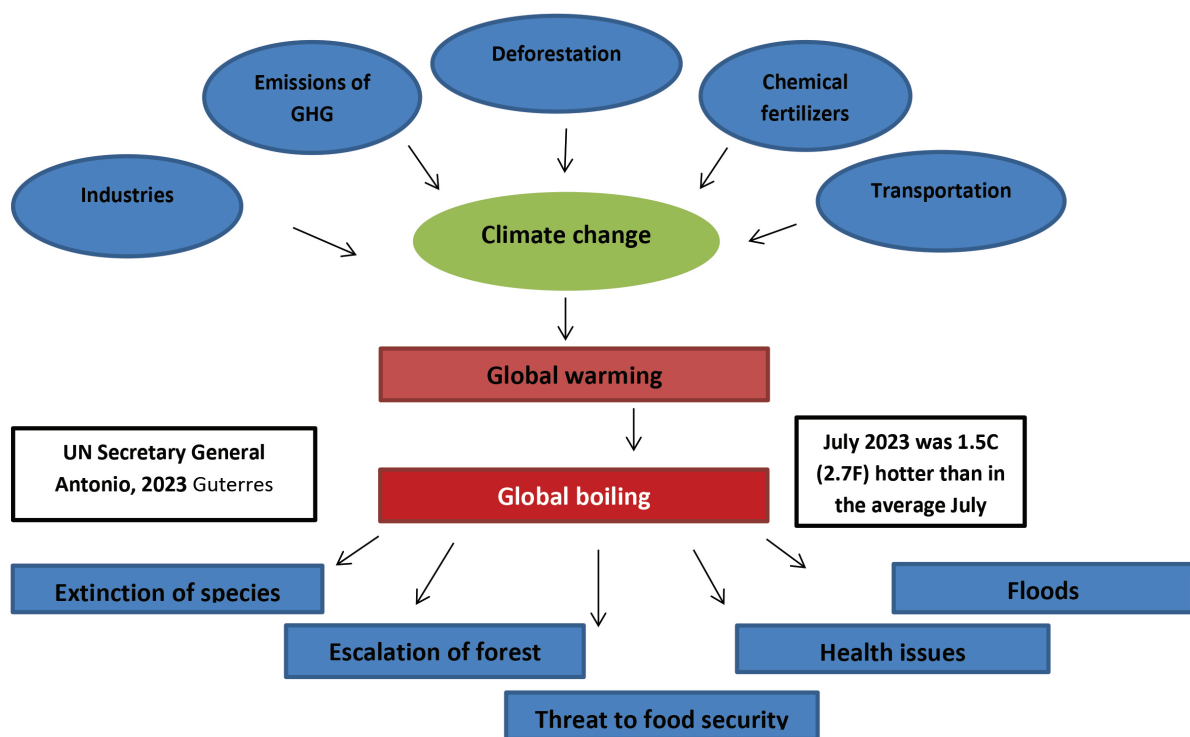 Deforestation
Emissions of
GHG
Chemical
fertilizers
Industries
Transportation
Climate change
Global warming
UN Secretary General
Antonio, 2023 Guterres
July 2023 was 1.5C
(2.7F) hotter than in
the average July
Global boiling
Extinction of species
Floods
Escalation of forest
Health issues
Threat to food security